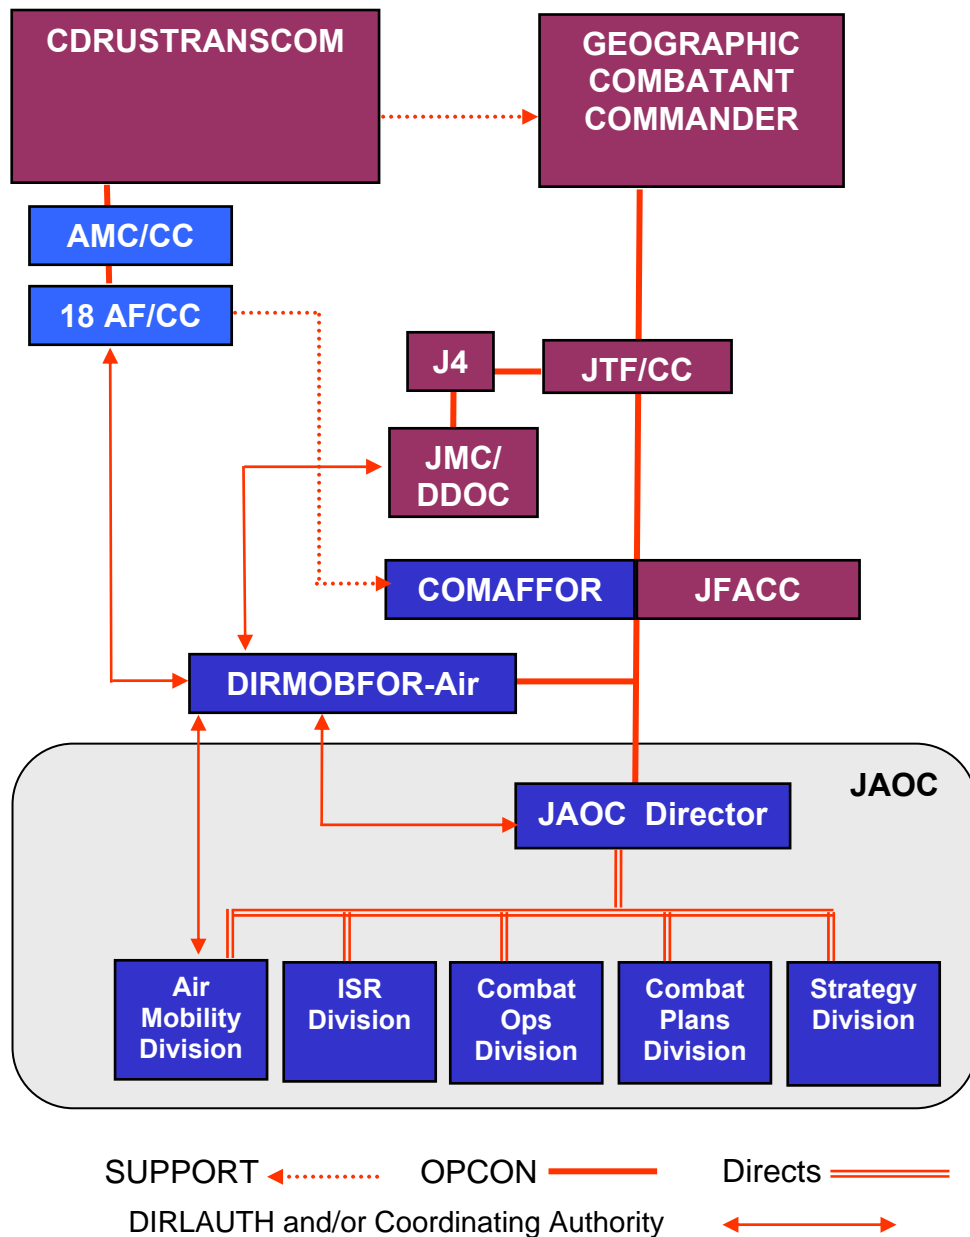 CDRUSTRANSCOM
GEOGRAPHIC
COMBATANT
COMMANDER
AMC/CC
18 AF/CC
J4
JTF/CC
JMC/
DDOC
COMAFFOR
JFACC
DIRMOBFOR-Air
JAOC
JAOC Director
Air
Mobility
Division
ISR
Division
Combat
Ops
Division
Combat
Plans
Division
Strategy
Division
SUPPORT
OPCON
Directs
DIRLAUTH and/or Coordinating Authority